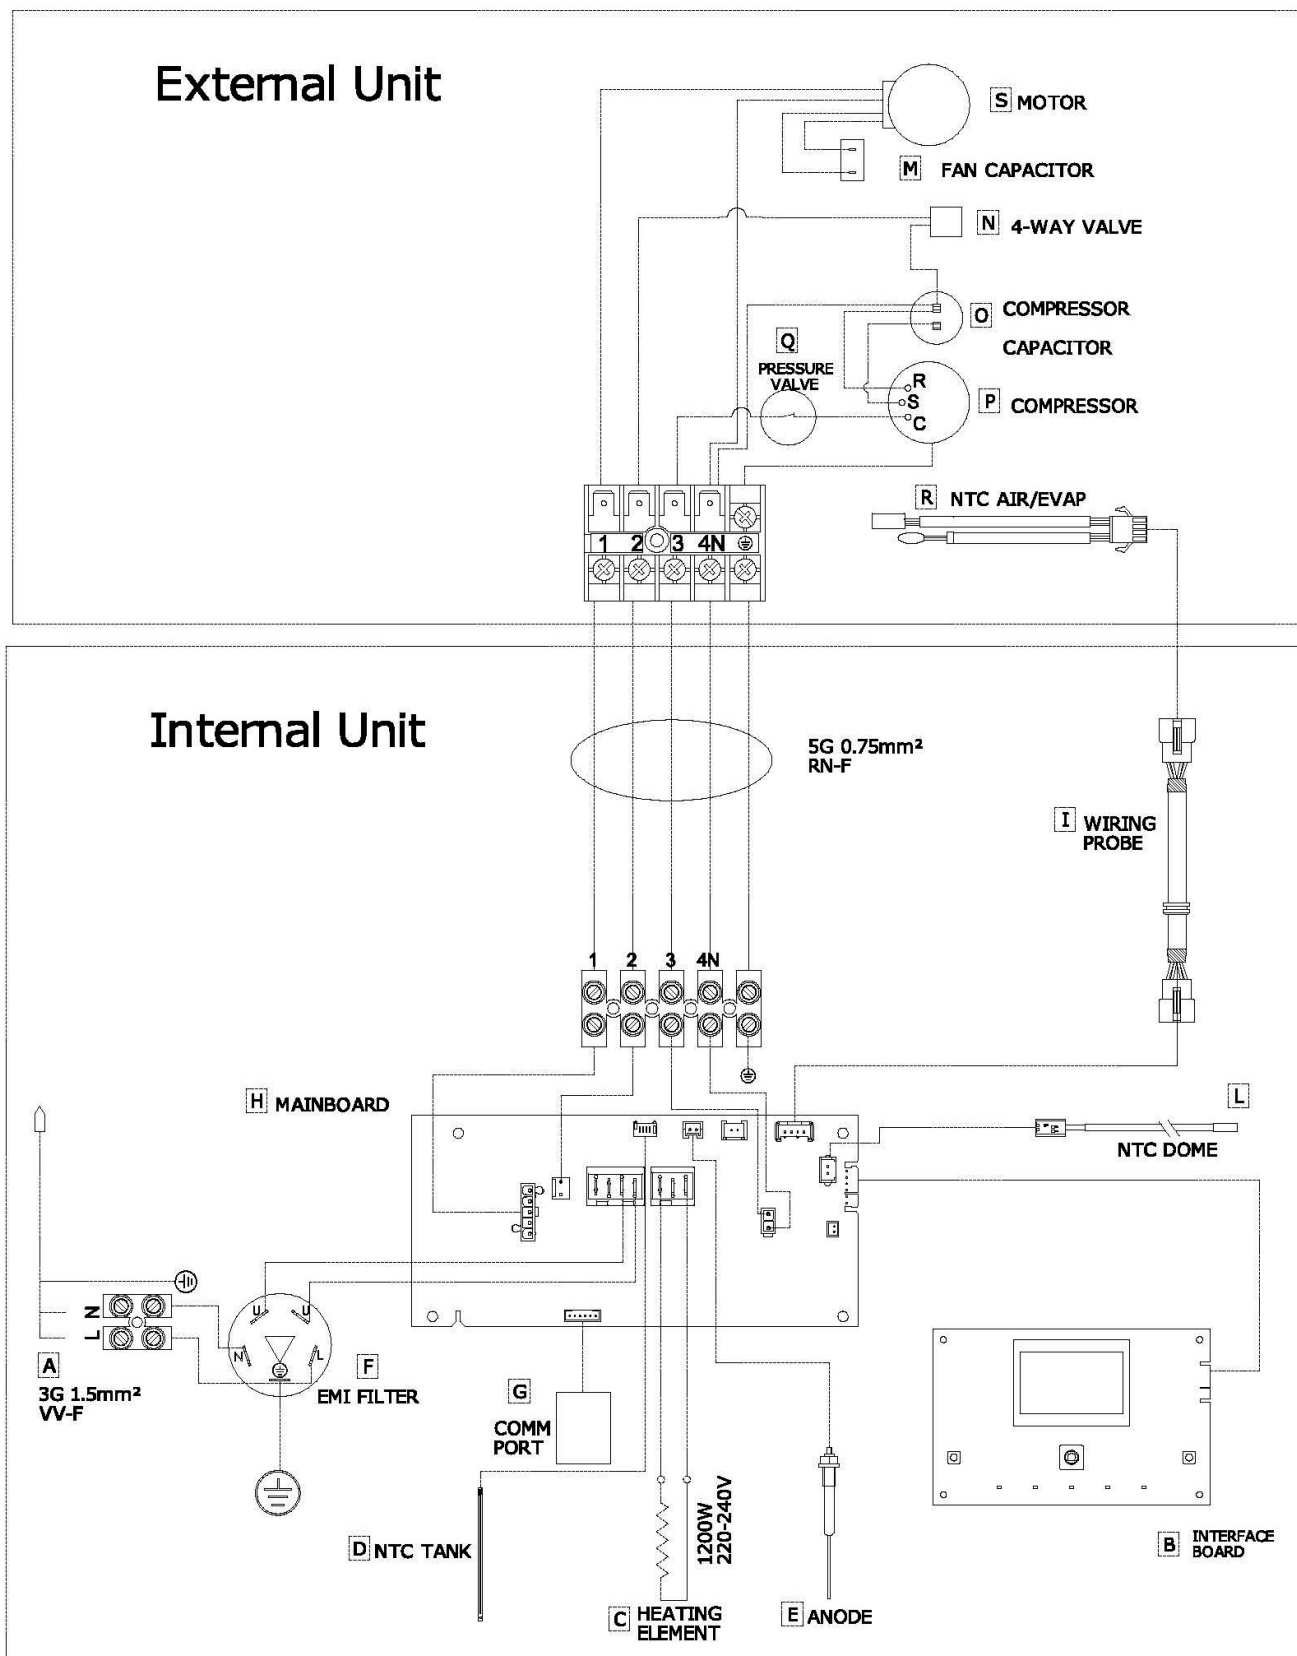 External Unit
S MOTOR
M FAN CAPACITOR
N 4-WAY VALVE
O COMPRESSOR
CAPACITOR
Q
PRESSURE
VALVE
R
S
C
P COMPRESSOR
R NTC AIR/EVAP
1 2 3 4N
Internal Unit
5G 0.75mm²
RN-F
I WIRING
PROBE
1 2 3 4N
H MAINBOARD
L
NTC DOME
N
L
U U
N L
A
3G 1.5mm²
VV-F
F
EMI FILTER
G
COMM
PORT
1200W
220-240V
D NTC TANK
C HEATING
ELEMENT
E ANODE
B INTERFACE
BOARD